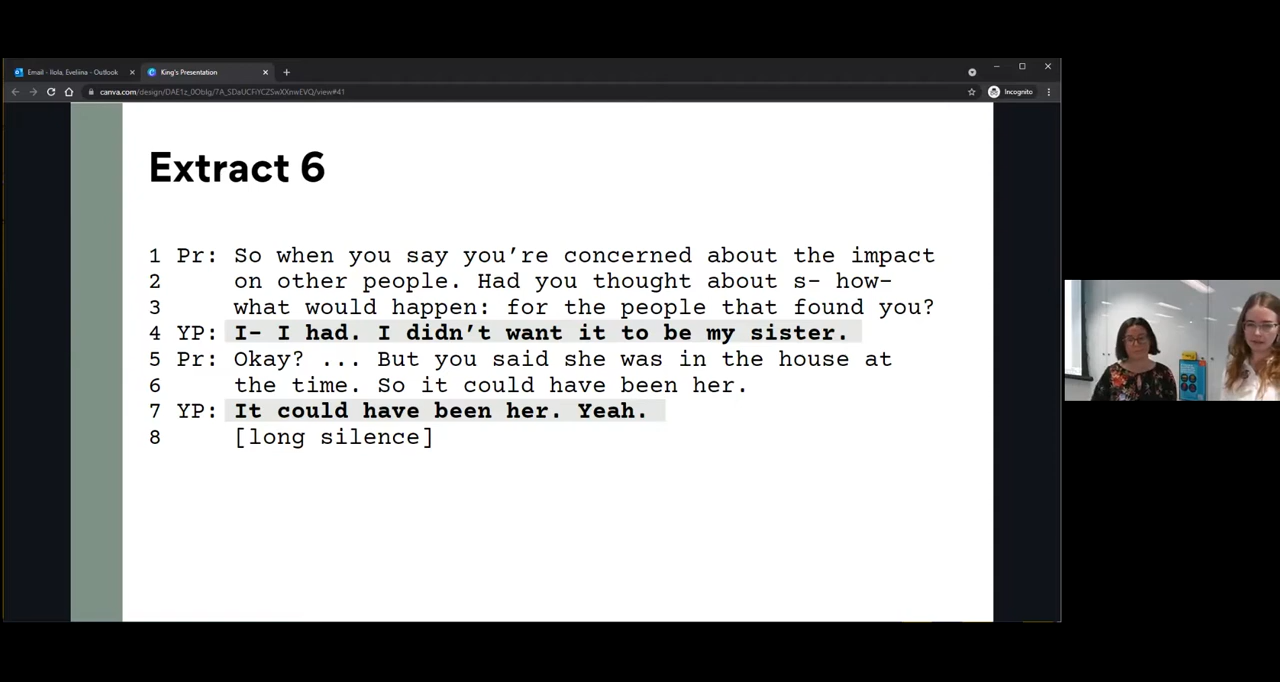 Email - Ilola, Eveliina - Outlook
King's Presentation
Incognito
Extract 6
1 Pr: So when you say you’re concerned about the impact
2 on other people. Had you thought about s- how-
3 what would happen: for the people that found you?
4 YP: I- I had. I didn’t want it to be my sister.
5 Pr: Okay? ... But you said she was in the house at
6 the time. So it could have been her.
7 YP: It could have been her. Yeah.
8 [long silence]